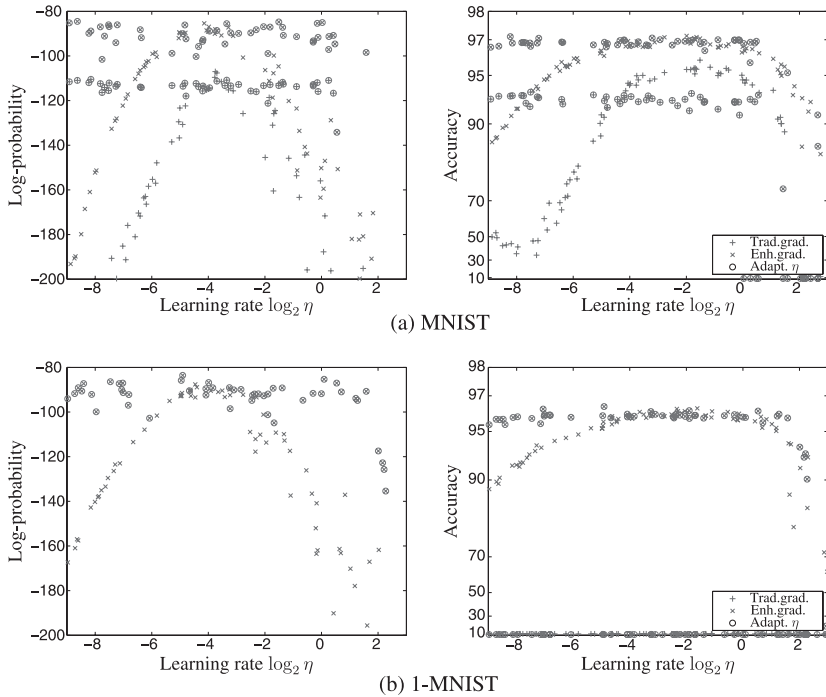 −80
−100
−120
−140
−160
−180
−200
Log-probability
−8 −6 −4 −2 0 2
Learning rate log₂ η
98
97
95
90
70
50
30
10
Accuracy
−8 −6 −4 −2 0 2
Learning rate log₂ η
Trad.grad.
Enh.grad.
Adapt. η
(a) MNIST
−80
−100
−120
−140
−160
−180
−200
Log-probability
−8 −6 −4 −2 0 2
Learning rate log₂ η
98
97
95
90
70
50
30
10
Accuracy
−8 −6 −4 −2 0 2
Learning rate log₂ η
Trad.grad.
Enh.grad.
Adapt. η
(b) 1-MNIST